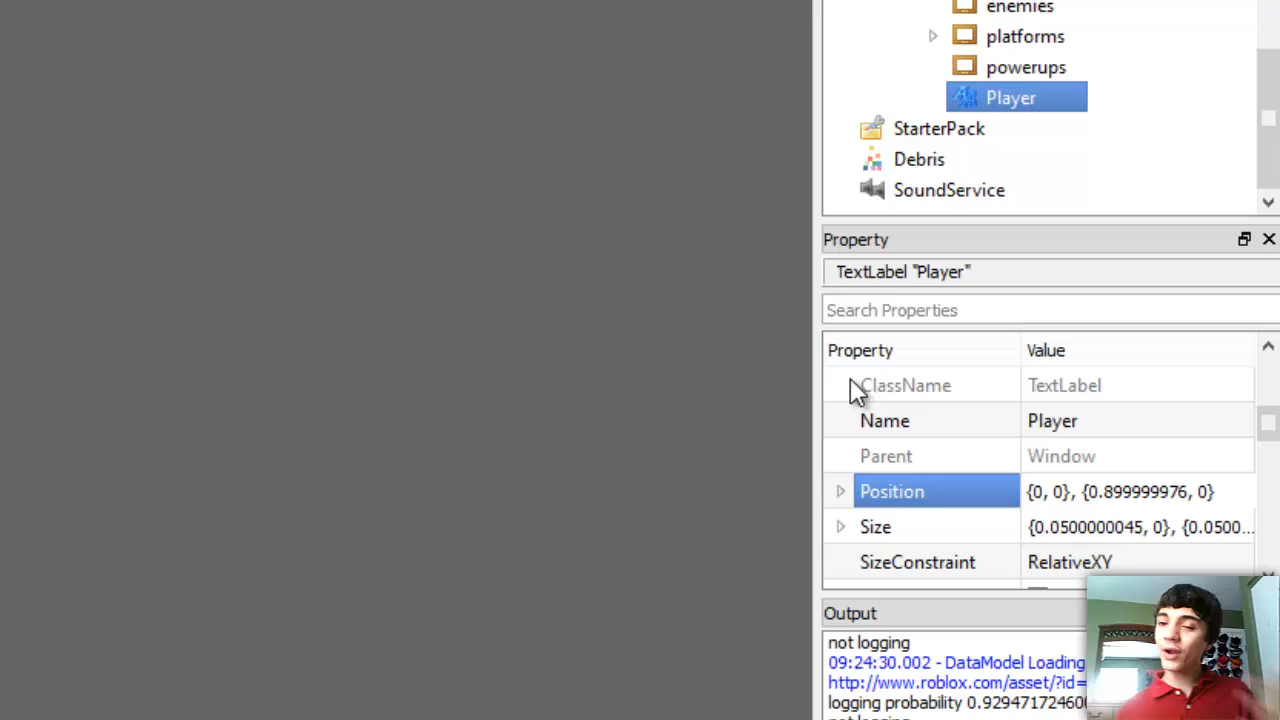 enemies
platforms
powerups
Player
StarterPack
Debris
SoundService
Property
TextLabel "Player"
Search Properties
Property Value
ClassName TextLabel
Name Player
Parent Window
Position {0, 0}, {0.899999976, 0}
Size {0.0500000045, 0}, {0.0500...
SizeConstraint RelativeXY
Output
not logging
09:24:30.002 - DataModel Loading
http://www.roblox.com/asset/?id=
logging probability 0.929471724600
not logging